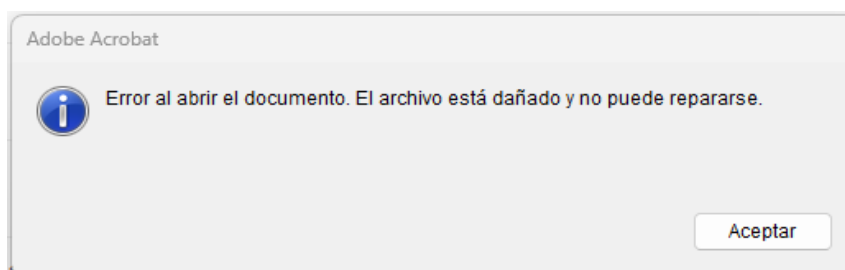 Adobe Acrobat
Error al abrir el documento. El archivo está dañado y no puede repararse.
Aceptar